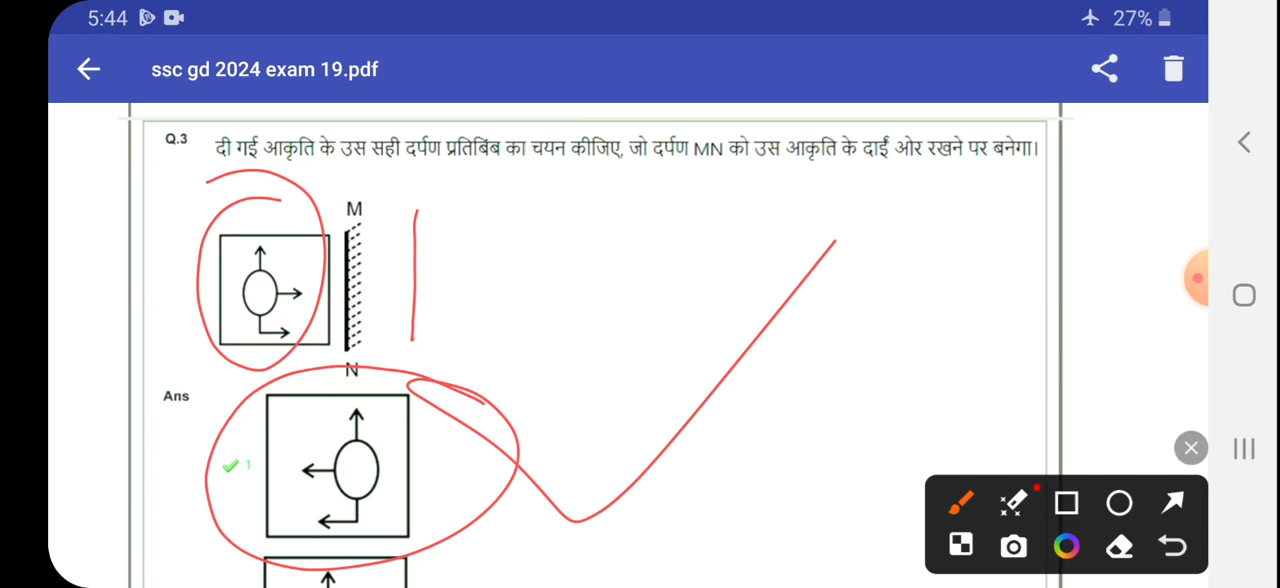 5:44
27%
ssc gd 2024 exam 19.pdf
Q.3 दी गई आकृति के उस सही दर्पण प्रतिबिंब का चयन कीजिए, जो दर्पण MN को उस आकृति के दाईं ओर रखने पर बनेगा।
M
N
Ans
1.